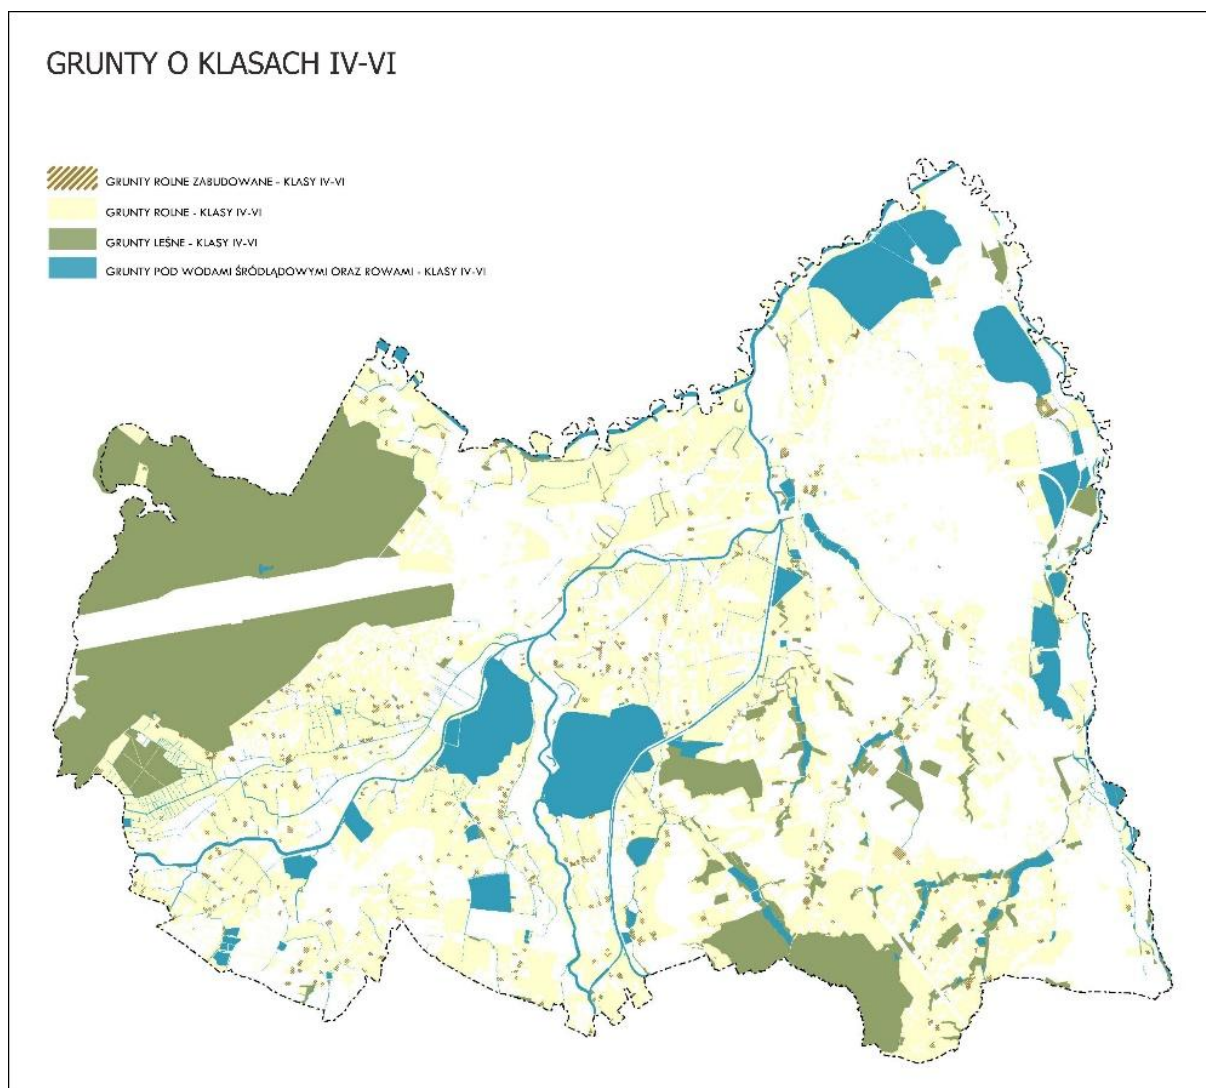 GRUNTY O KLASACH IV-VI
GRUNTY ROLNE ZABUDOWANE - KLASY IV-VI
GRUNTY ROLNE - KLASY IV-VI
GRUNTY LEŚNE - KLASY IV-VI
GRUNTY POD WODAMI ŚRÓDLĄDOWYMI ORAZ ROWAMI - KLASY IV-VI